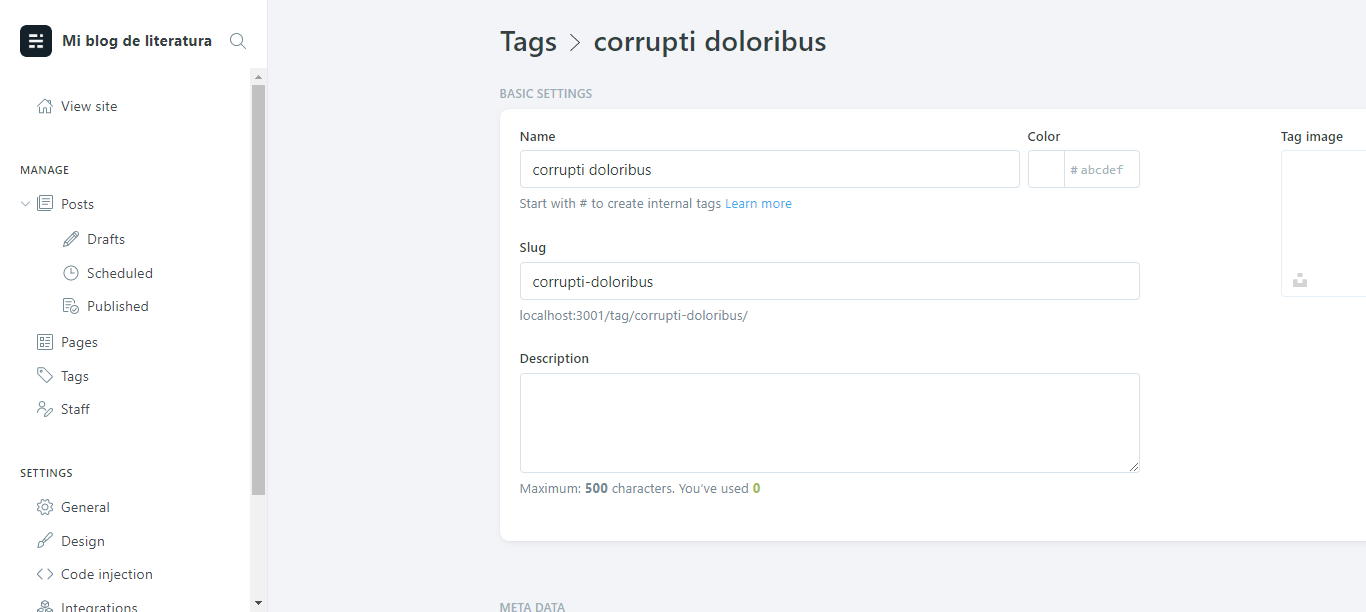 Mi blog de literatura
View site
MANAGE
Posts
Drafts
Scheduled
Published
Pages
Tags
Staff
SETTINGS
General
Design
Code injection
Integrations
Tags > corrupti doloribus
BASIC SETTINGS
Name
corrupti doloribus
Start with # to create internal tags Learn more
Color
# abcdef
Slug
corrupti-doloribus
localhost:3001/tag/corrupti-doloribus/
Description
Maximum: 500 characters. You’ve used 0
Tag image
META DATA